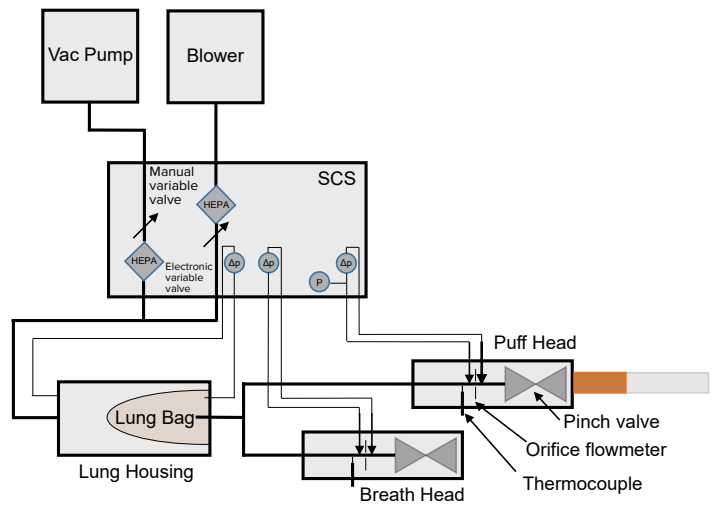 Vac Pump
Blower
SCS
Manual
variable
valve
HEPA
HEPA
Electronic
variable
valve
Δp
Δp
Δp
P
Puff Head
Lung Bag
Pinch valve
Orifice flowmeter
Lung Housing
Thermocouple
Breath Head